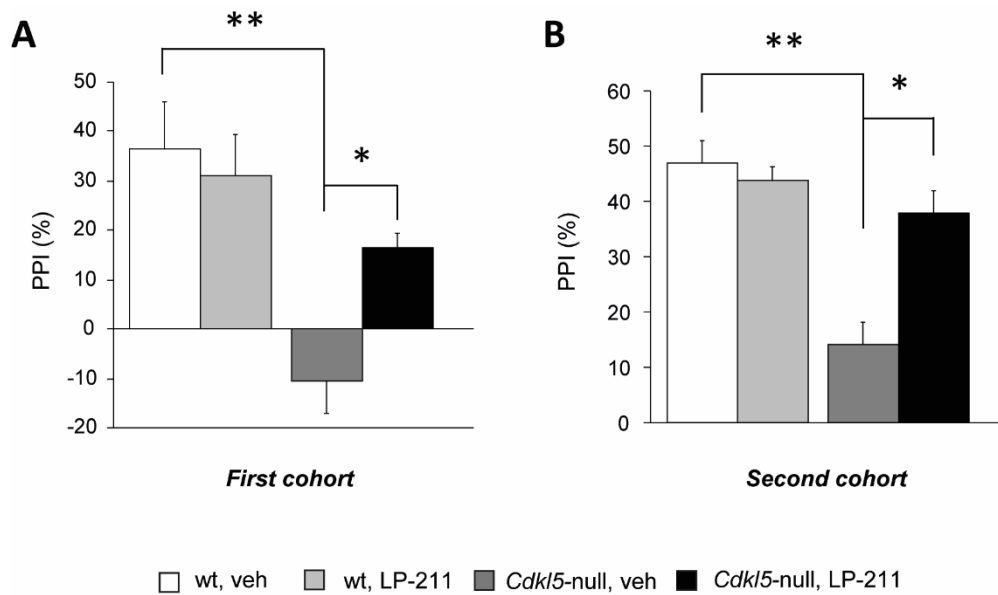 A
**
*
PPI (%)
50
40
30
20
10
0
-10
-20
First cohort
B
**
*
PPI (%)
60
50
40
30
20
10
0
Second cohort
wt, veh wt, LP-211 Cdkl5-null, veh Cdkl5-null, LP-211